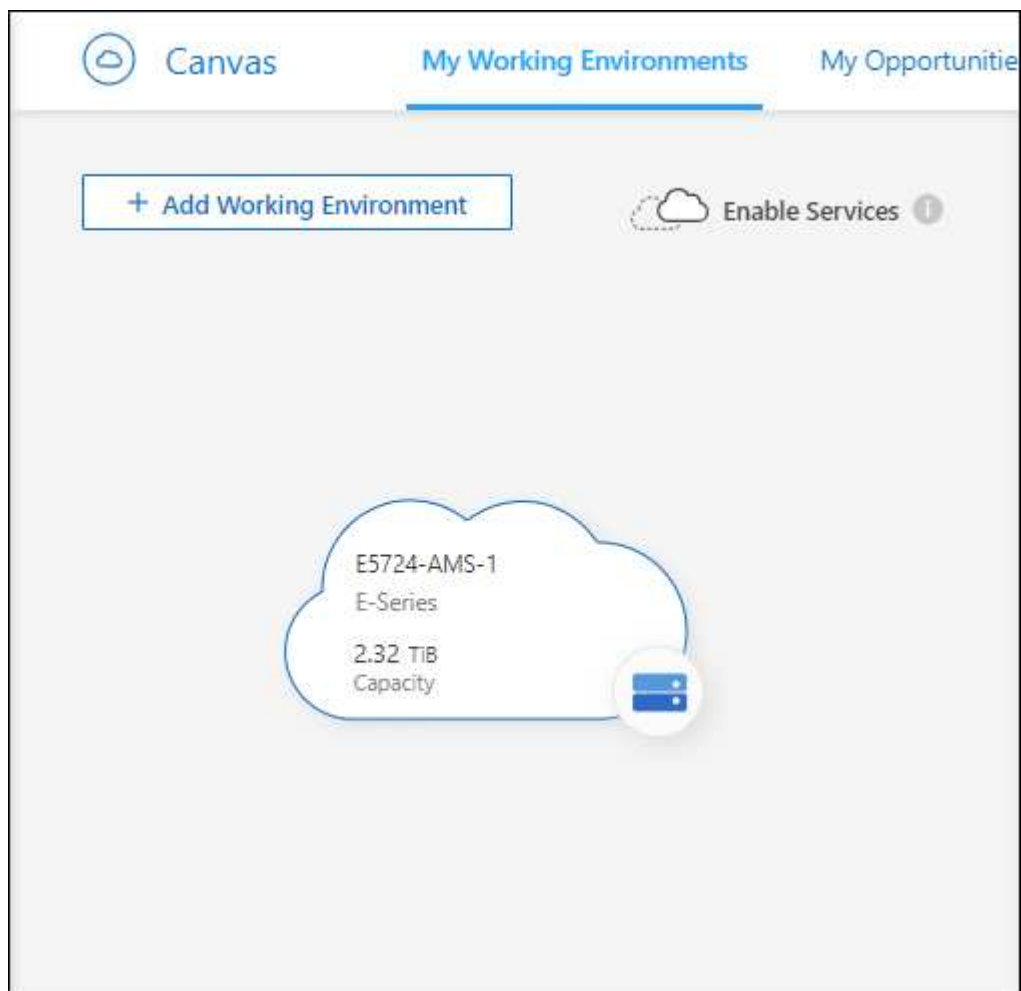 Canvas
My Working Environments
My Opportunitie
+ Add Working Environment
Enable Services
E5724-AMS-1
E-Series
2.32 TiB
Capacity